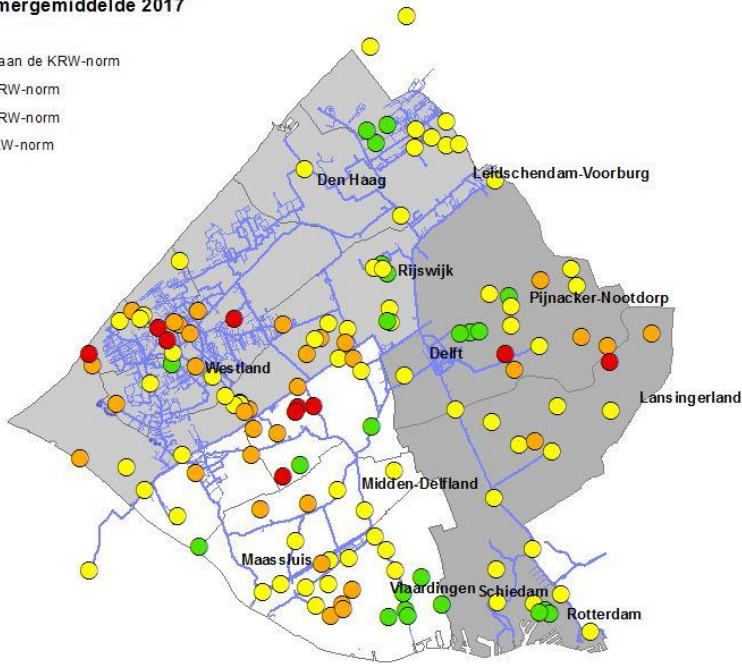 mergemiddelde 2017
aan de KRW-norm
RW-norm
RW-norm
W-norm
Den Haag
Leidschendam-Voorburg
Rijswijk
Pijnacker-Nootdorp
Delft
Westland
Lansingerland
Midden-Delfland
Maassluis
Vlaardingen
Schiedam
Rotterdam